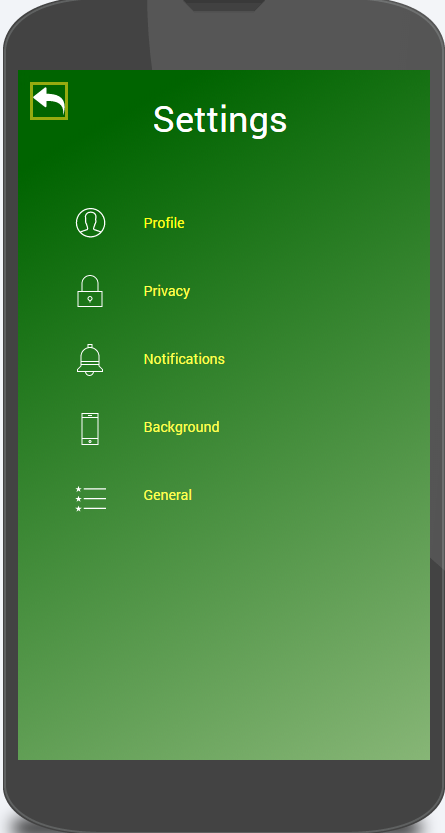 Settings
Profile
Privacy
Notifications
Background
General